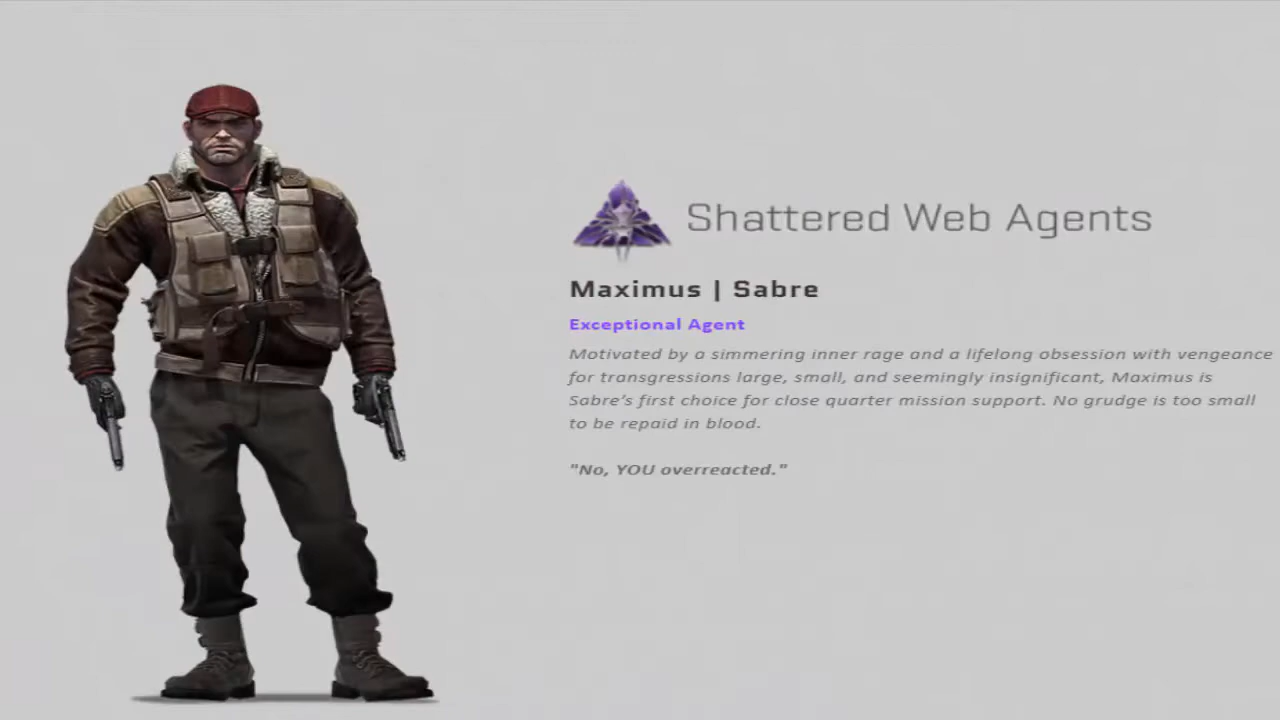 Shattered Web Agents
Maximus | Sabre
Exceptional Agent
Motivated by a simmering inner rage and a lifelong obsession with vengeance
for transgressions large, small, and seemingly insignificant, Maximus is
Sabre's first choice for close quarter mission support. No grudge is too small
to be repaid in blood.
"No, YOU overreacted."